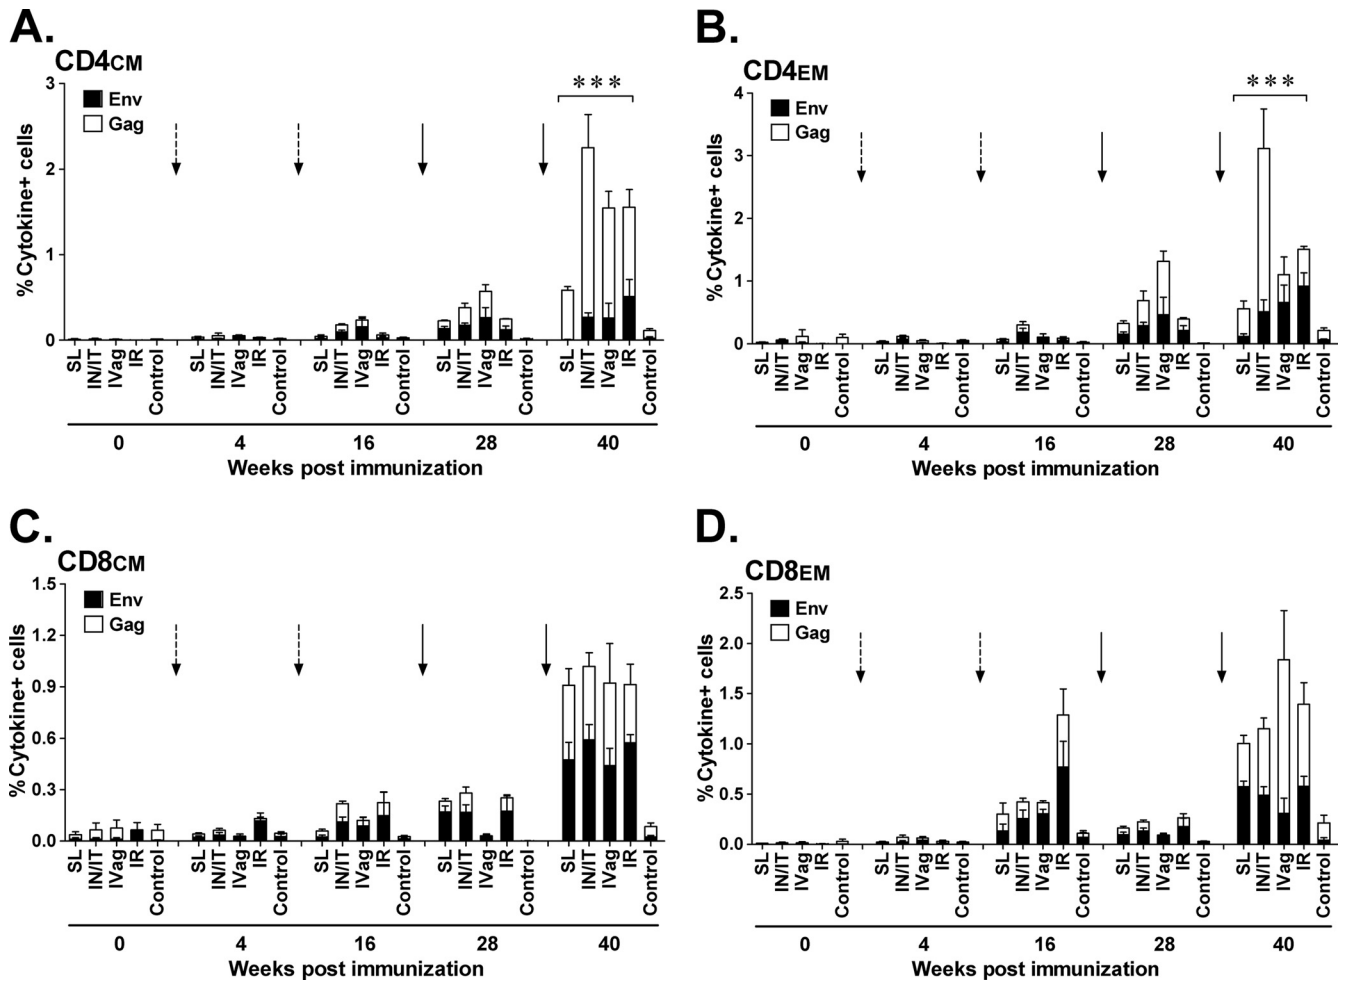 A.
CD4CM
3
2
1
0
%Cytokine+ cells
Env
Gag
***
SL IN/IT IVag IR Control SL IN/IT IVag IR Control SL IN/IT IVag IR Control SL IN/IT IVag IR Control SL IN/IT IVag IR Control
0 4 16 28 40
Weeks post immunization
B.
CD4EM
4
3
2
1
0
%Cytokine+ cells
Env
Gag
***
SL IN/IT IVag IR Control SL IN/IT IVag IR Control SL IN/IT IVag IR Control SL IN/IT IVag IR Control SL IN/IT IVag IR Control
0 4 16 28 40
Weeks post immunization
C.
CD8CM
1.5
1.2
0.9
0.6
0.3
0.0
%Cytokine+ cells
Env
Gag
SL IN/IT IVag IR Control SL IN/IT IVag IR Control SL IN/IT IVag IR Control SL IN/IT IVag IR Control SL IN/IT IVag IR Control
0 4 16 28 40
Weeks post immunization
D.
CD8EM
2.5
2.0
1.5
1.0
0.5
0.0
%Cytokine+ cells
Env
Gag
SL IN/IT IVag IR Control SL IN/IT IVag IR Control SL IN/IT IVag IR Control SL IN/IT IVag IR Control SL IN/IT IVag IR Control
0 4 16 28 40
Weeks post immunization